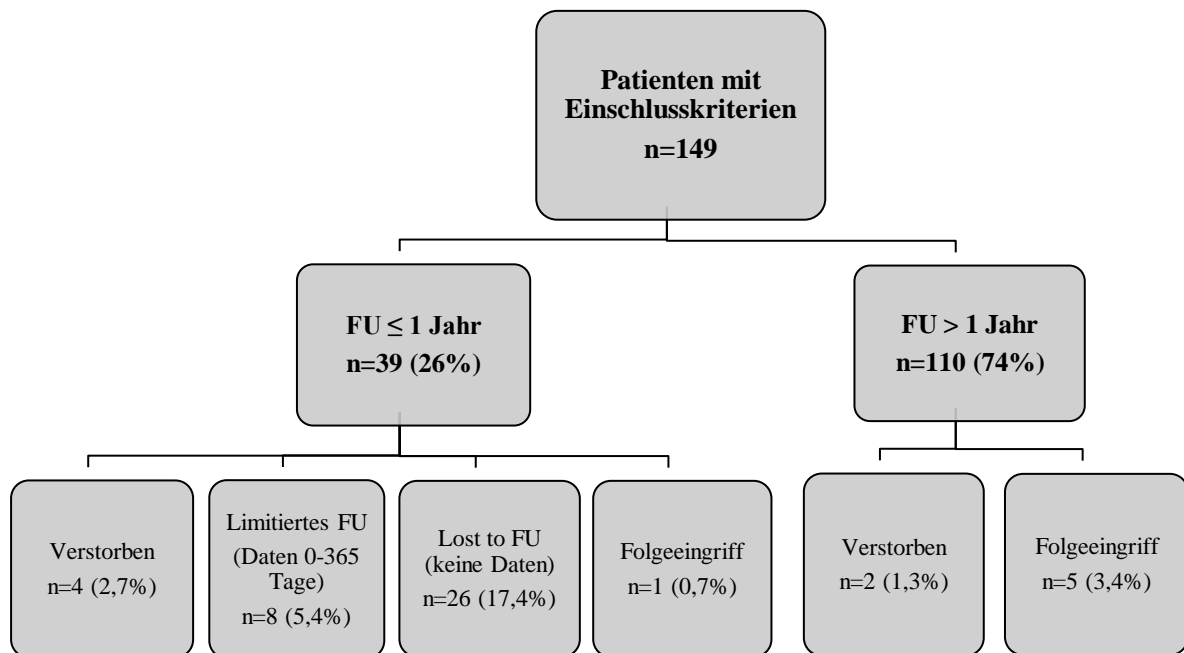 Patienten mit
Einschlusskriterien
n=149
FU ≤ 1 Jahr
n=39 (26%)
FU > 1 Jahr
n=110 (74%)
Verstorben
n=4 (2,7%)
Limitiertes FU
(Daten 0-365
Tage)
n=8 (5,4%)
Lost to FU
(keine Daten)
n=26 (17,4%)
Folgeeingriff
n=1 (0,7%)
Verstorben
n=2 (1,3%)
Folgeeingriff
n=5 (3,4%)